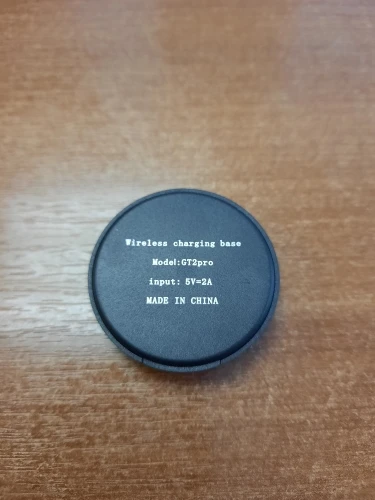 Wireless charging base
Model:GT2pro
input: 5V=2A
MADE IN CHINA